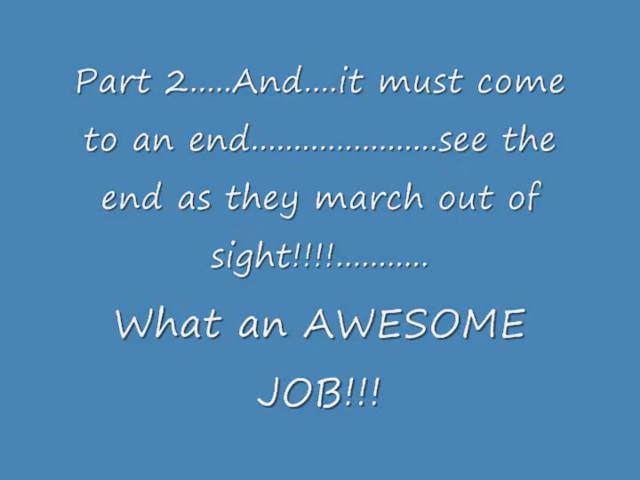 Part 2.....And....it must come
to an end......................see the
end as they march out of
sight!!!!...........
What an AWESOME
JOB!!!